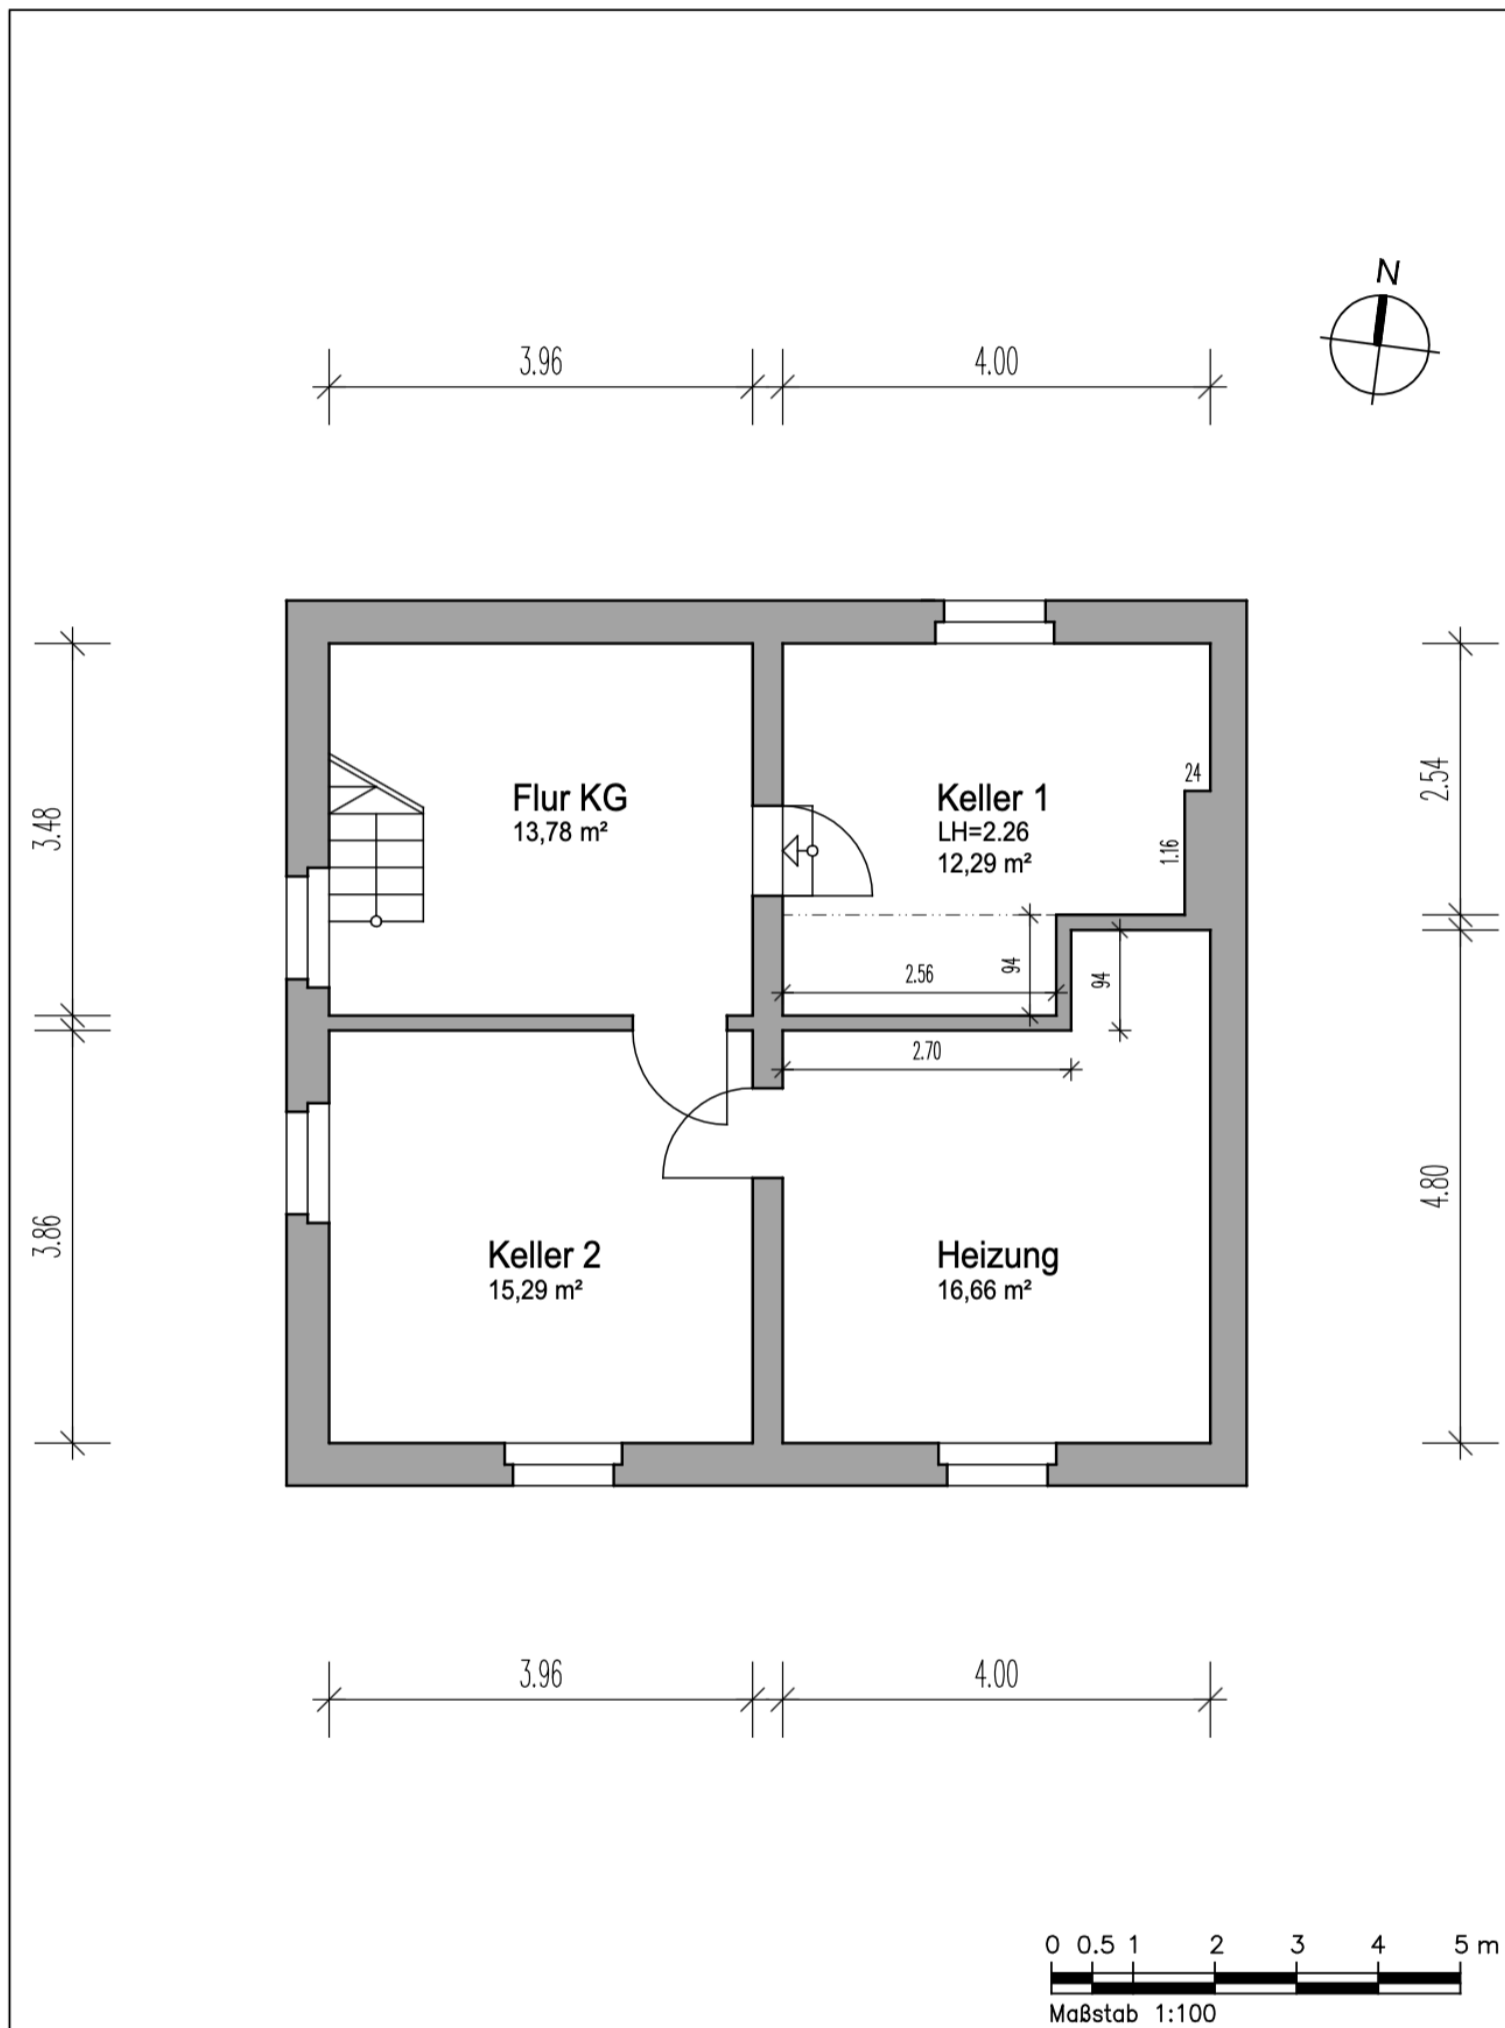 N
3.96
4.00
3.48
2.54
Flur KG
13,78 m²
Keller 1
LH=2.26
12,29 m²
24
1.16
2.56
94
94
2.70
3.86
4.80
Keller 2
15,29 m²
Heizung
16,66 m²
3.96
4.00
0 0.5 1 2 3 4 5 m
Maßstab 1:100